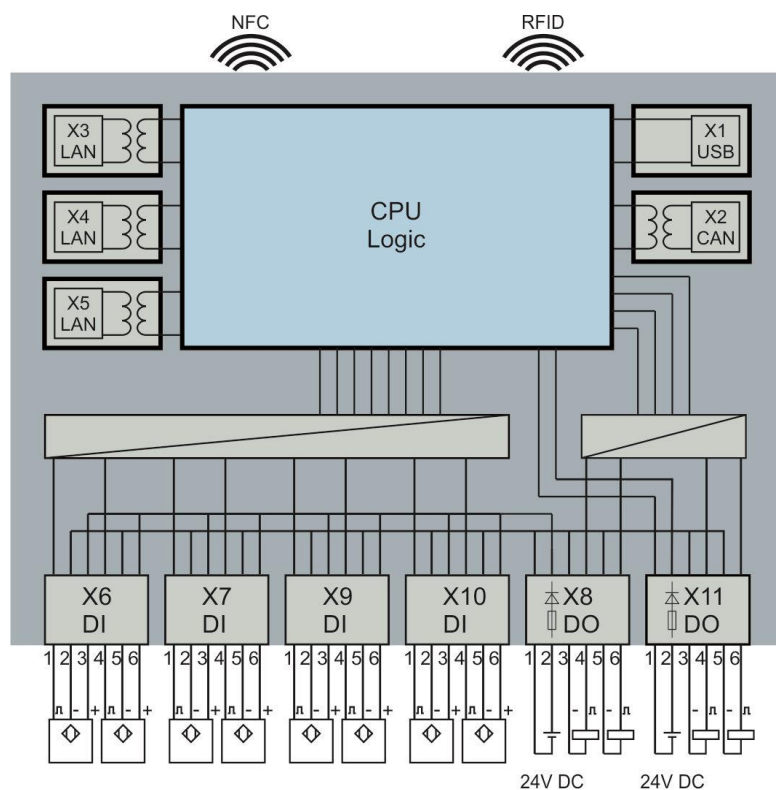 NFC RFID
X3 X1
LAN USB
X4 CPU X2
LAN Logic CAN
X5
LAN
X6 X7 X9 X10 X8 X11
DI DI DI DI DO DO
1 2 3 4 5 6 1 2 3 4 5 6 1 2 3 4 5 6 1 2 3 4 5 6 1 2 3 4 5 6 1 2 3 4 5 6
- + - + - + - + - + - + - + - + - - - -
24V DC 24V DC